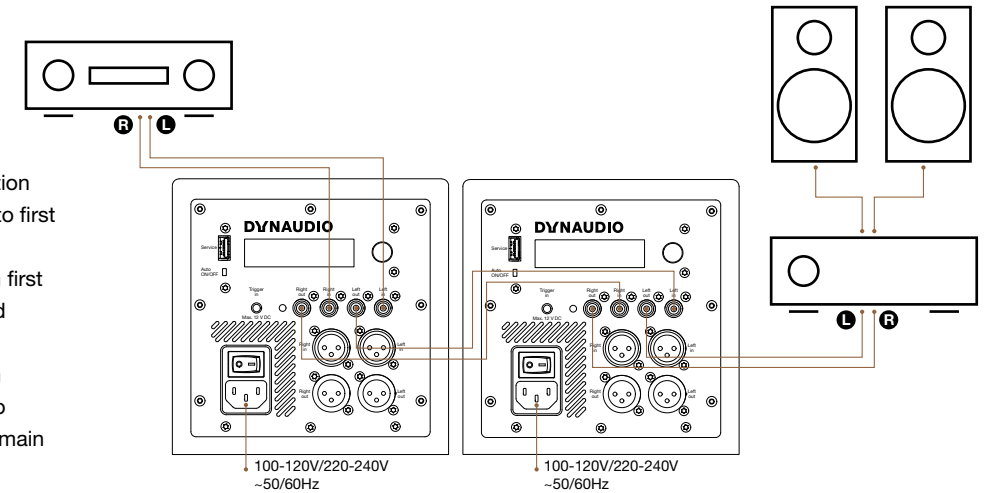 R L
tion
to first
first
d
o
main
DYNAUDIO
Service
Auto
ON/OFF
Trigger
in
Max. 12 V DC
Right
out
Right
in
Left
out
Left
in
Right
in
Left
in
Right
out
Left
out
100-120V/220-240V
~50/60Hz
DYNAUDIO
Service
Auto
ON/OFF
Trigger
in
Max. 12 V DC
Right
out
Right
in
Left
out
Left
in
Right
in
Left
in
Right
out
Left
out
100-120V/220-240V
~50/60Hz
L R